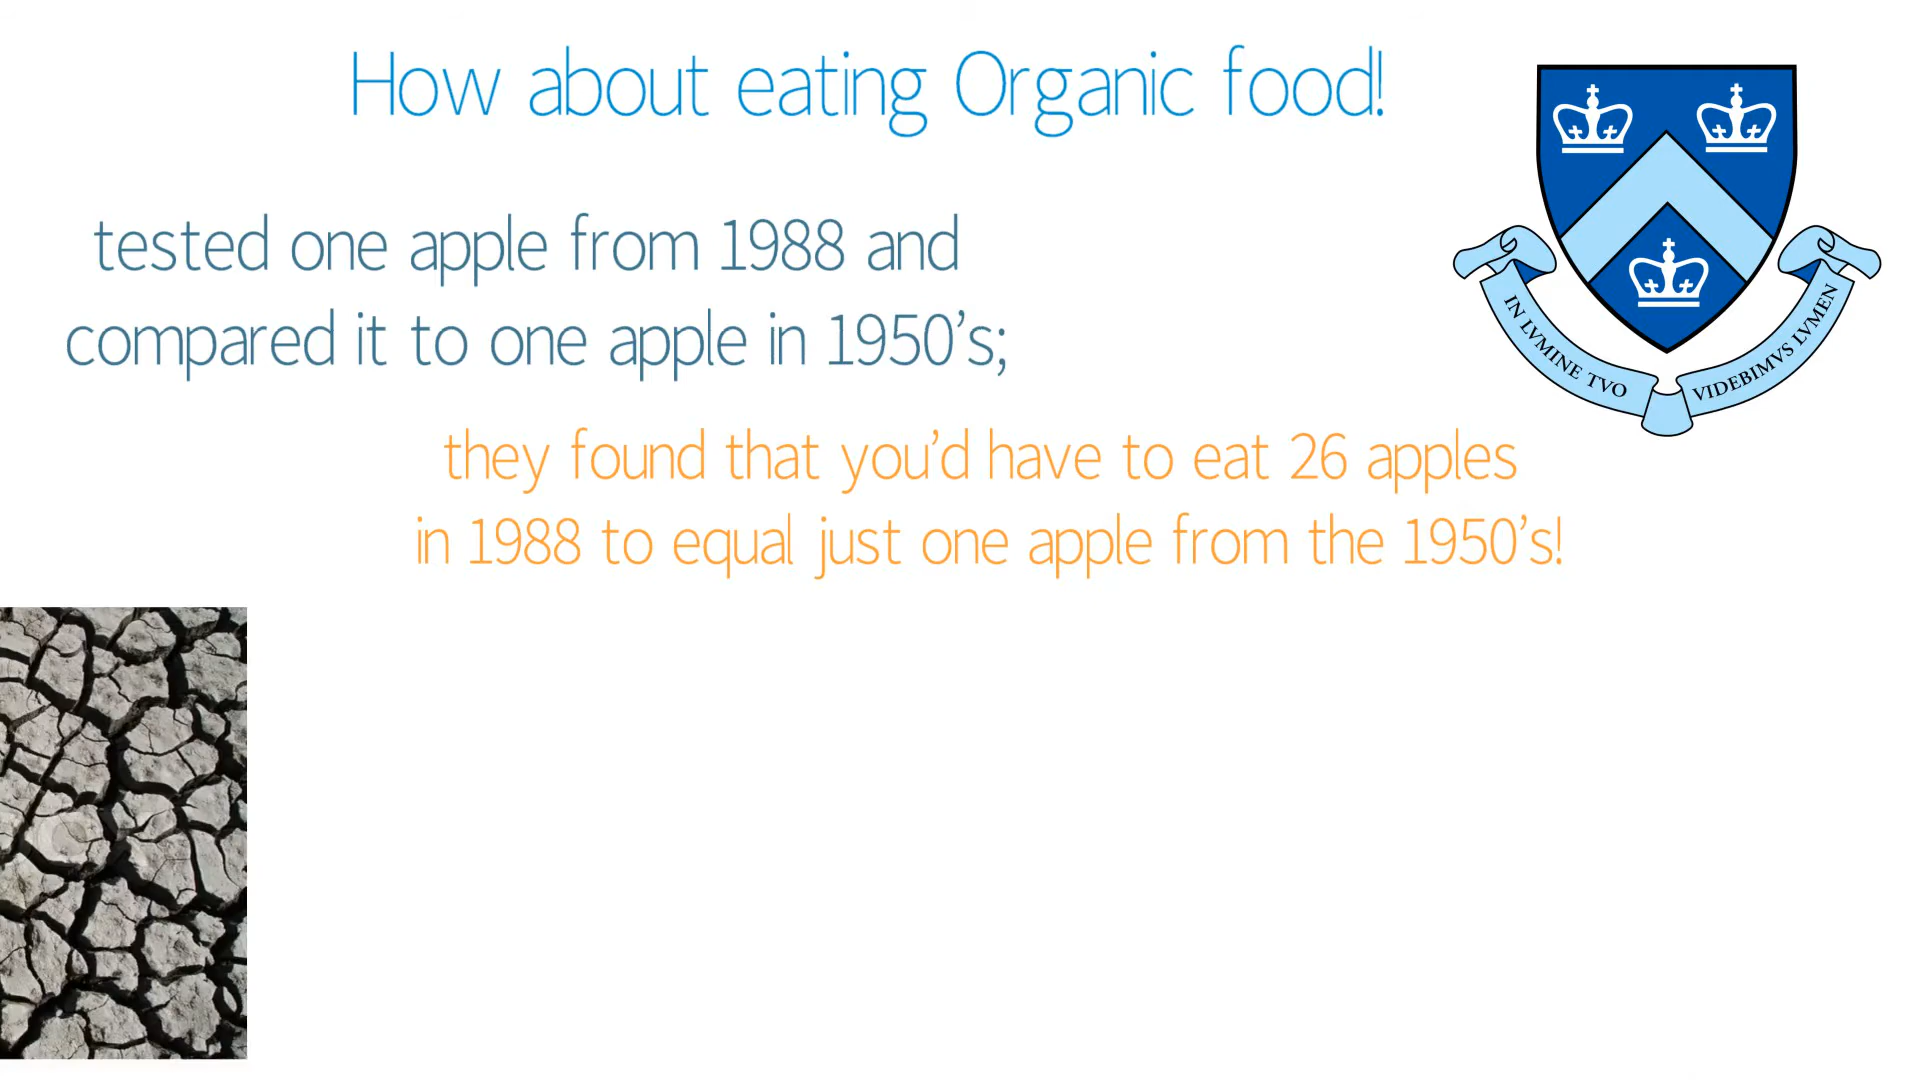 How about eating Organic food!
tested one apple from 1988 and
compared it to one apple in 1950’s;
they found that you’d have to eat 26 apples
in 1988 to equal just one apple from the 1950’s!
IN LVMINE TVO VIDEBIMVS LVMEN